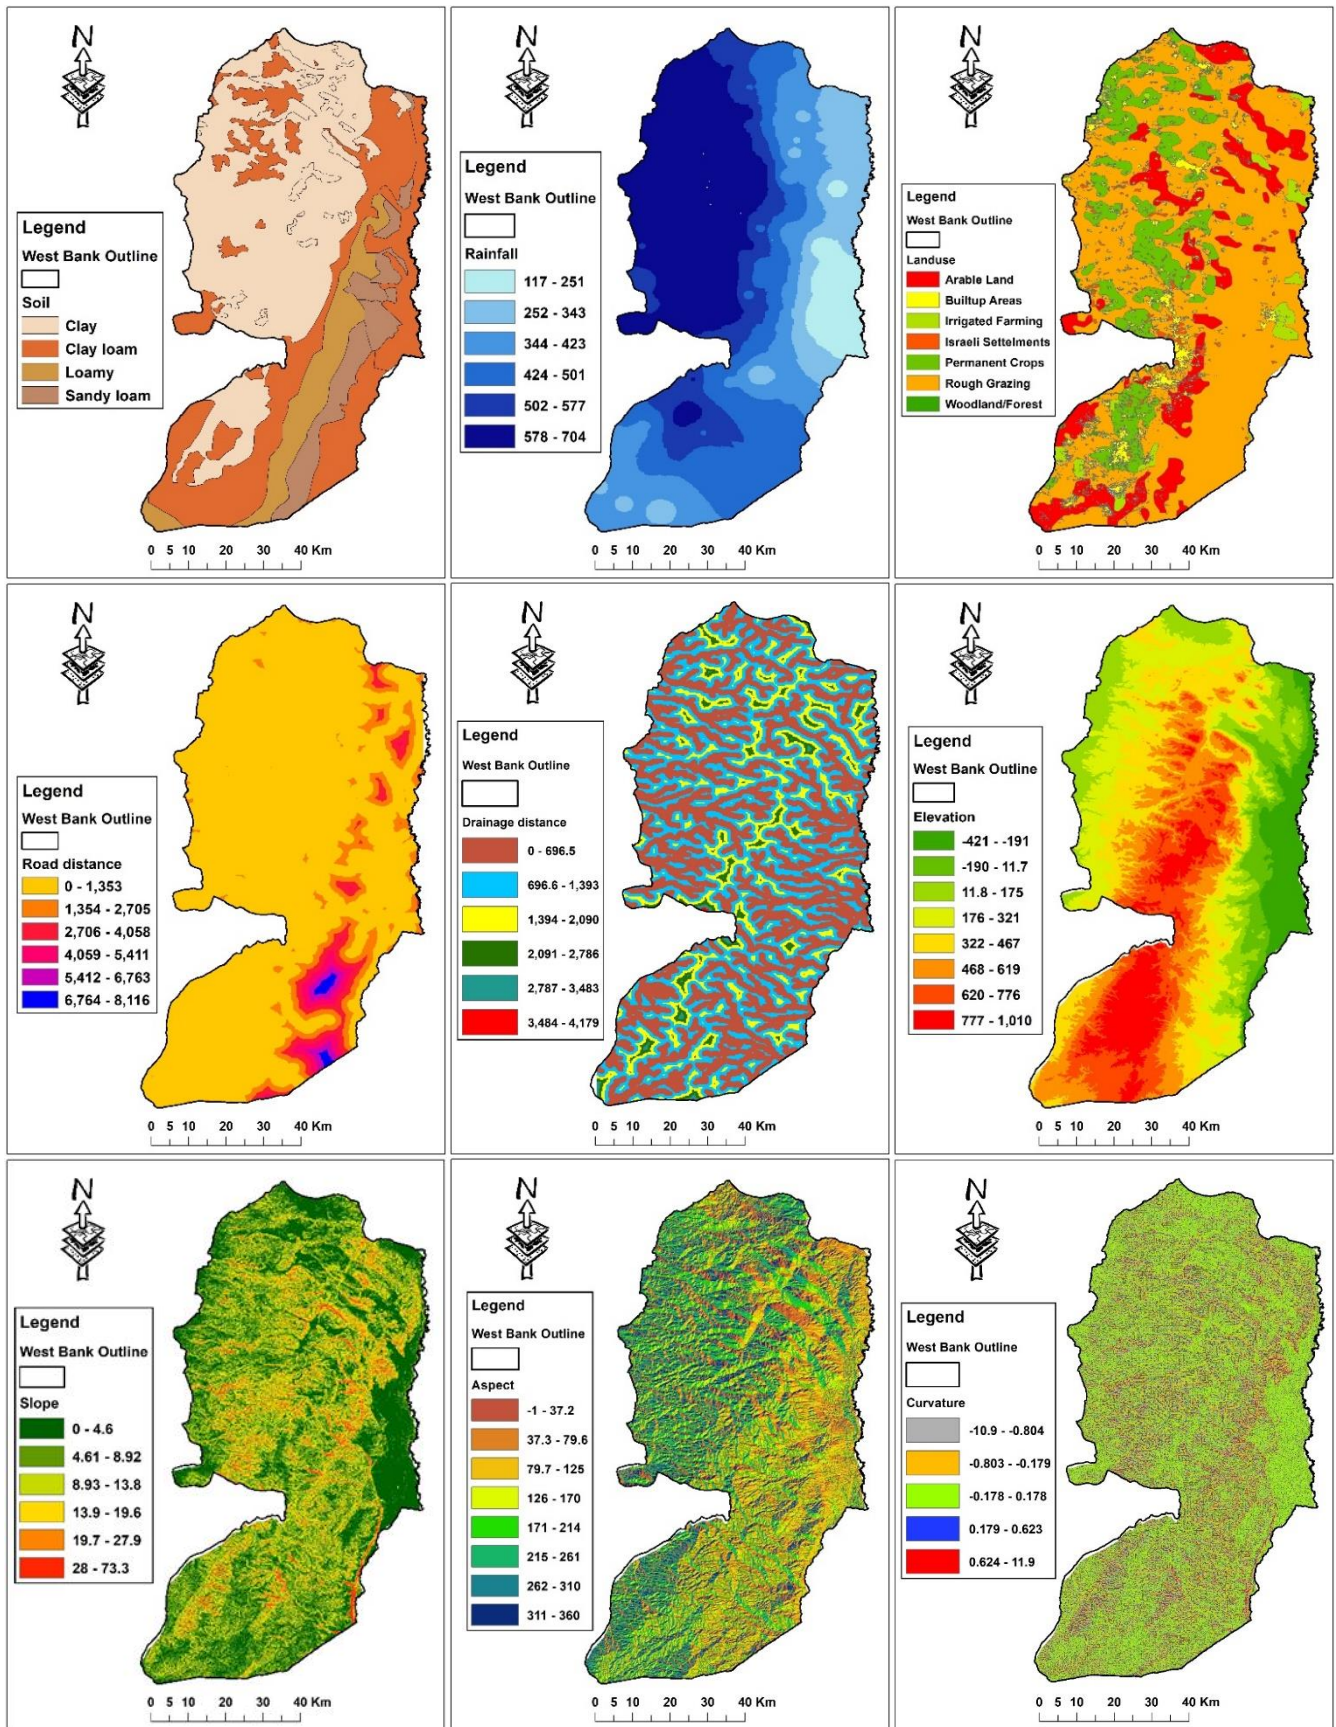 N
Legend
West Bank Outline
Soil
Clay
Clay loam
Loamy
Sandy loam
0 5 10 20 30 40 Km
N
Legend
West Bank Outline
Rainfall
117 - 251
252 - 343
344 - 423
424 - 501
502 - 577
578 - 704
0 5 10 20 30 40 Km
N
Legend
West Bank Outline
Landuse
Arable Land
Builtup Areas
Irrigated Farming
Israeli Settelments
Permanent Crops
Rough Grazing
Woodland/Forest
0 5 10 20 30 40 Km
N
Legend
West Bank Outline
Road distance
0 - 1,353
1,354 - 2,705
2,706 - 4,058
4,059 - 5,411
5,412 - 6,763
6,764 - 8,116
0 5 10 20 30 40 Km
N
Legend
West Bank Outline
Drainage distance
0 - 696.5
696.6 - 1,393
1,394 - 2,090
2,091 - 2,786
2,787 - 3,483
3,484 - 4,179
0 5 10 20 30 40 Km
N
Legend
West Bank Outline
Elevation
-421 - -191
-190 - 11.7
11.8 - 175
176 - 321
322 - 467
468 - 619
620 - 776
777 - 1,010
0 5 10 20 30 40 Km
N
Legend
West Bank Outline
Slope
0 - 4.6
4.61 - 8.92
8.93 - 13.8
13.9 - 19.6
19.7 - 27.9
28 - 73.3
0 5 10 20 30 40 Km
N
Legend
West Bank Outline
Aspect
-1 - 37.2
37.3 - 79.6
79.7 - 125
126 - 170
171 - 214
215 - 261
262 - 310
311 - 360
0 5 10 20 30 40 Km
N
Legend
West Bank Outline
Curvature
-10.9 - -0.804
-0.803 - -0.179
-0.178 - 0.178
0.179 - 0.623
0.624 - 11.9
0 5 10 20 30 40 Km